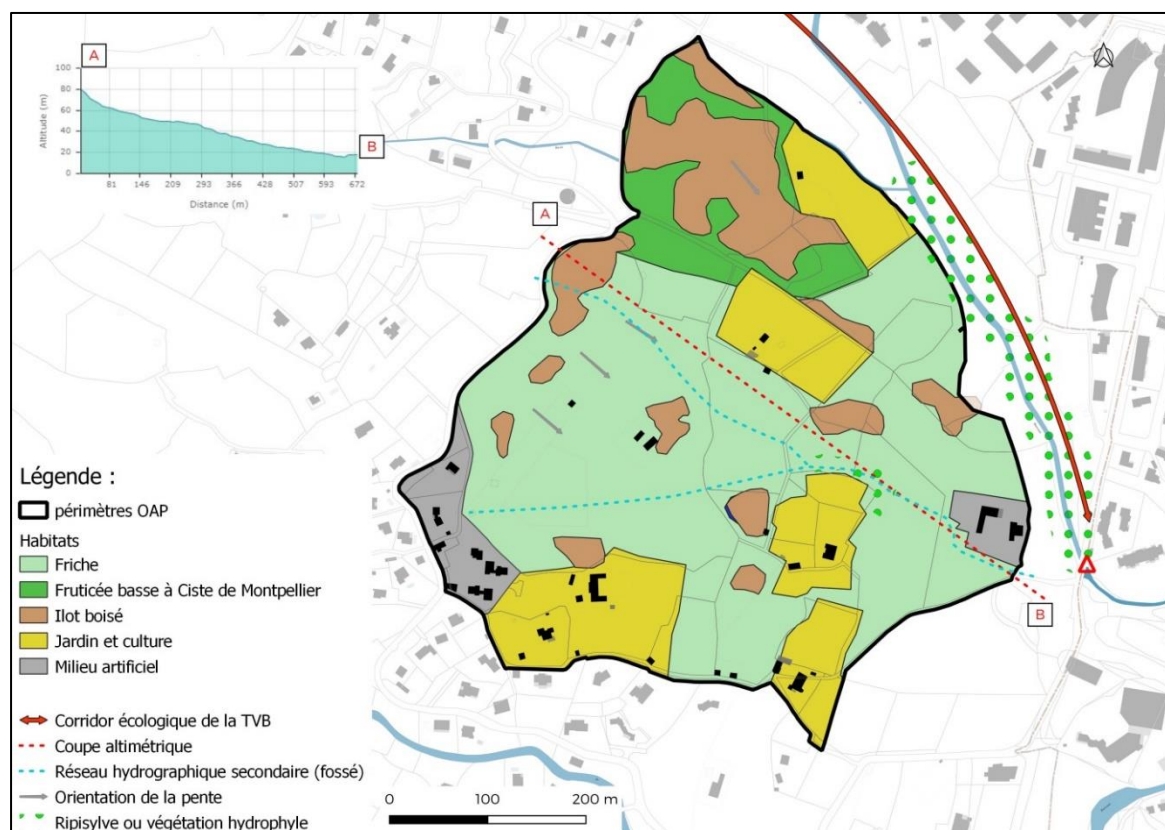 A
100
80
60
40
20
0
Altitude (m)
81 146 209 293 366 428 507 590 672
Distance (m)
B
A
B
Légende :
périmètres OAP
Habitats
Friche
Fruticée basse à Ciste de Montpellier
Ilot boisé
Jardin et culture
Milieu artificiel
Corridor écologique de la TVB
Coupe altimétrique
Réseau hydrographique secondaire (fossé)
Orientation de la pente
Ripisylve ou végétation hydrophyle
0 100 200 m